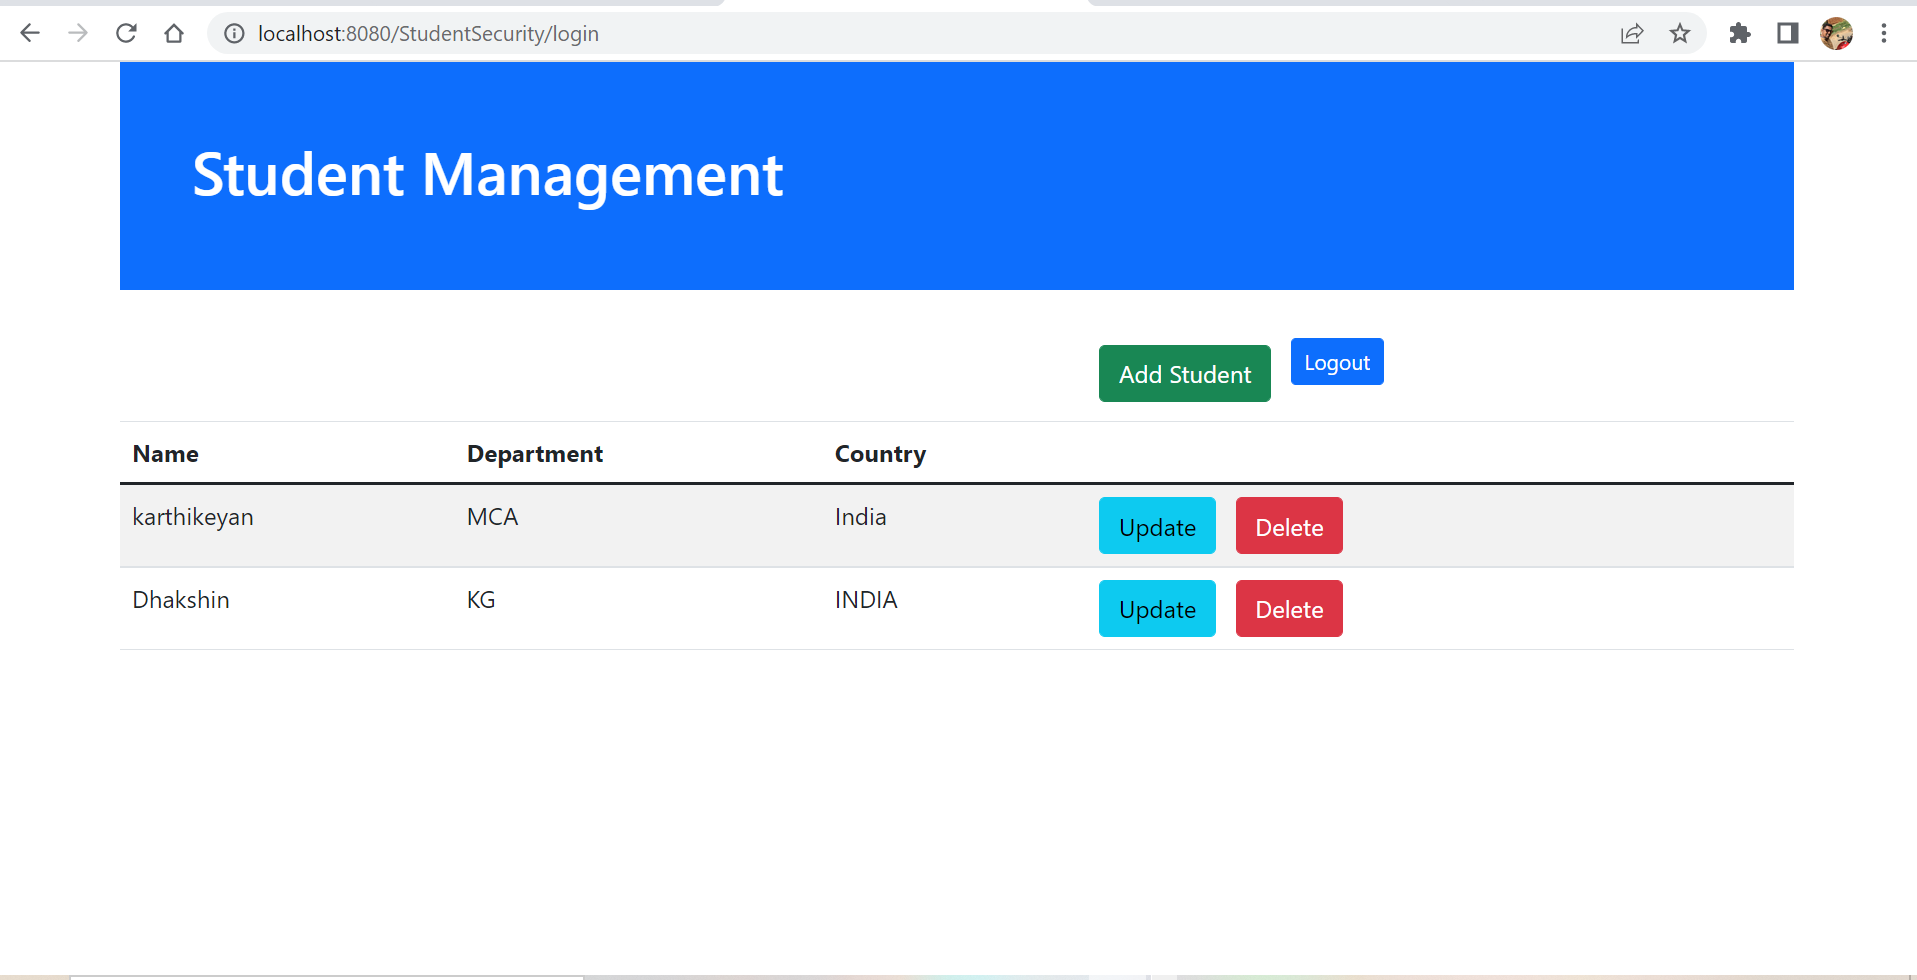 localhost:8080/StudentSecurity/login
Student Management
Add Student Logout
Name Department Country
karthikeyan MCA India Update Delete
Dhakshin KG INDIA Update Delete